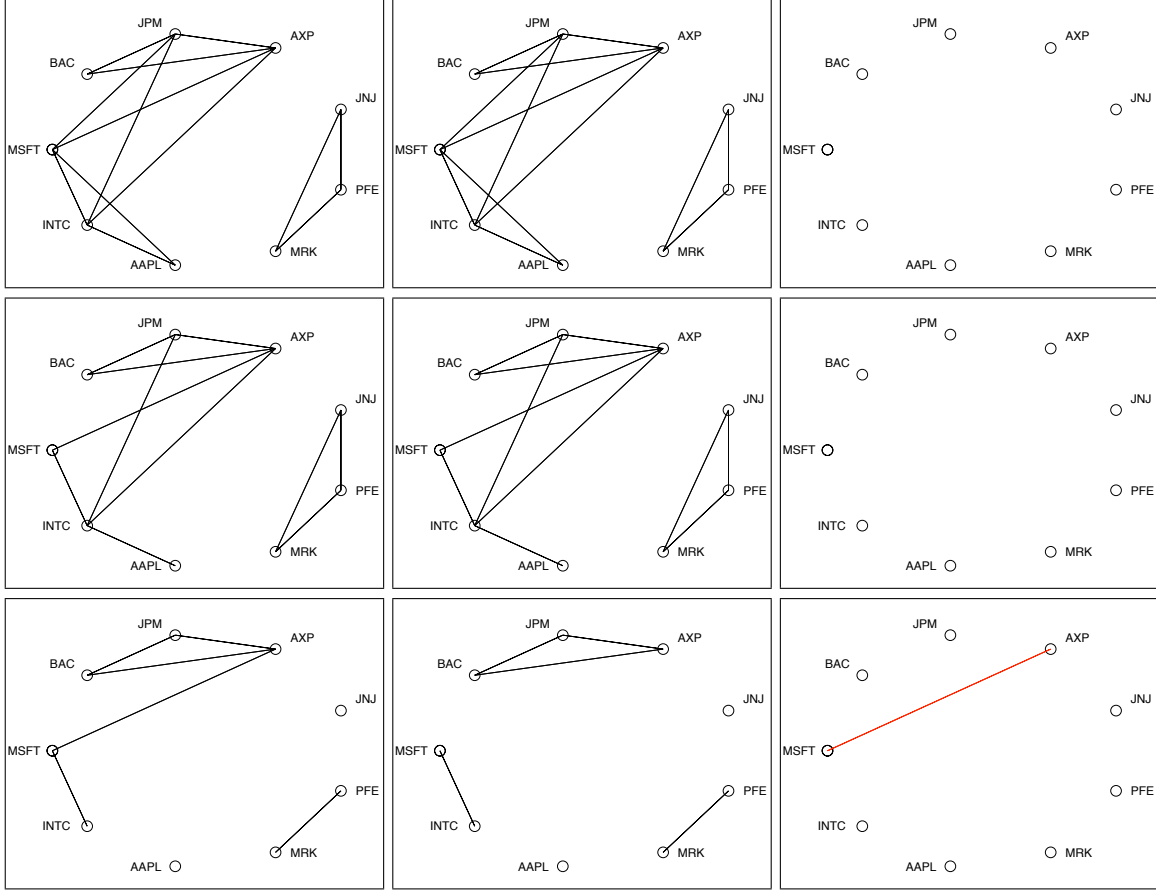 JPM
AXP
BAC
JNJ
MSFT
PFE
INTC
MRK
AAPL
JPM
AXP
BAC
JNJ
MSFT
PFE
INTC
MRK
AAPL
JPM
AXP
BAC
JNJ
MSFT
PFE
INTC
MRK
AAPL
JPM
AXP
BAC
JNJ
MSFT
PFE
INTC
MRK
AAPL
JPM
AXP
BAC
JNJ
MSFT
PFE
INTC
MRK
AAPL
JPM
AXP
BAC
JNJ
MSFT
PFE
INTC
MRK
AAPL
JPM
AXP
BAC
JNJ
MSFT
PFE
INTC
MRK
AAPL
JPM
AXP
BAC
JNJ
MSFT
PFE
INTC
MRK
AAPL
JPM
AXP
BAC
JNJ
MSFT
PFE
INTC
MRK
AAPL